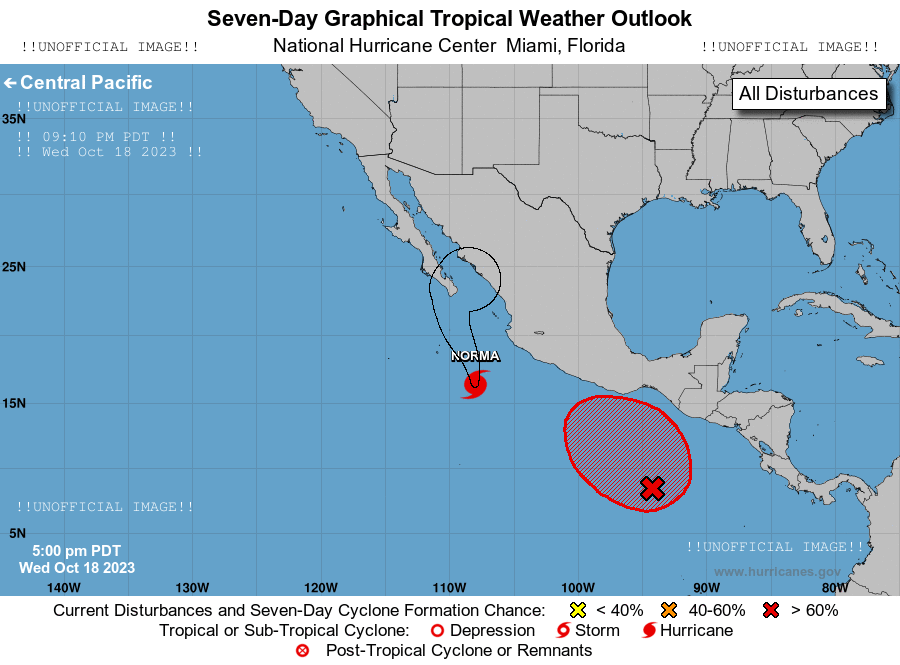 Seven-Day Graphical Tropical Weather Outlook
!!UNOFFICIAL IMAGE!! National Hurricane Center Miami, Florida !!UNOFFICIAL IMAGE!!
← Central Pacific
All Disturbances
!!UNOFFICIAL IMAGE!!
35N
!! 09:10 PM PDT !!
!! Wed Oct 18 2023 !!
25N
NORMA
15N
!!UNOFFICIAL IMAGE!!
5N
5:00 pm PDT
Wed Oct 18 2023
!!UNOFFICIAL IMAGE!!
www.hurricanes.gov
140W 130W 120W 110W 100W 90W 80W
Current Disturbances and Seven-Day Cyclone Formation Chance: < 40% 40-60% > 60%
Tropical or Sub-Tropical Cyclone: Depression Storm Hurricane
Post-Tropical Cyclone or Remnants